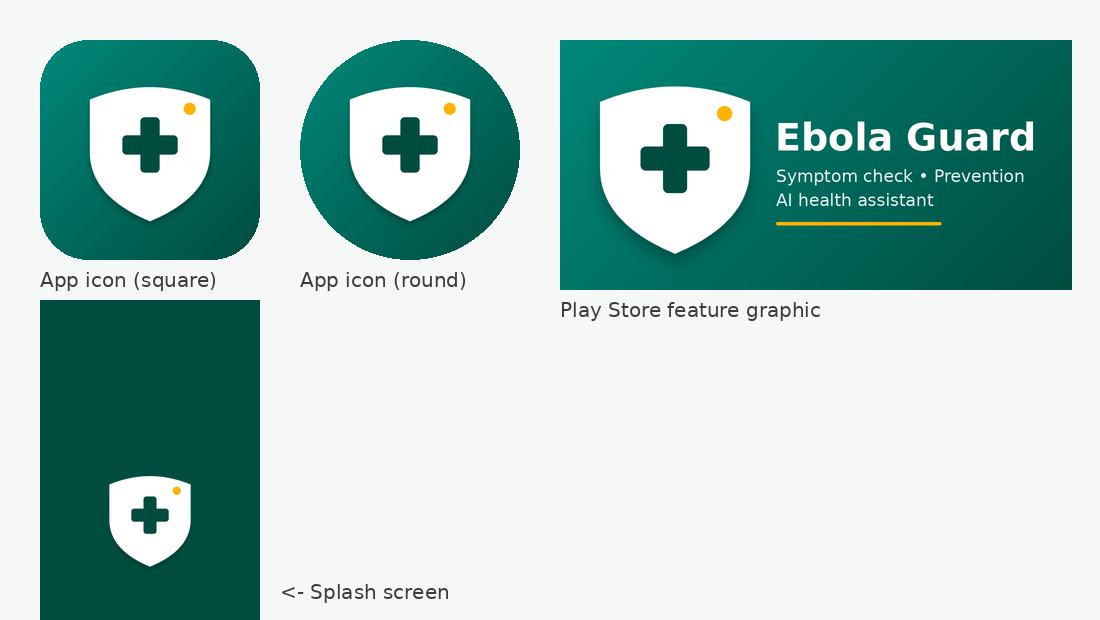 Ebola Guard
Symptom check • Prevention
AI health assistant
App icon (square)
App icon (round)
Play Store feature graphic
<- Splash screen